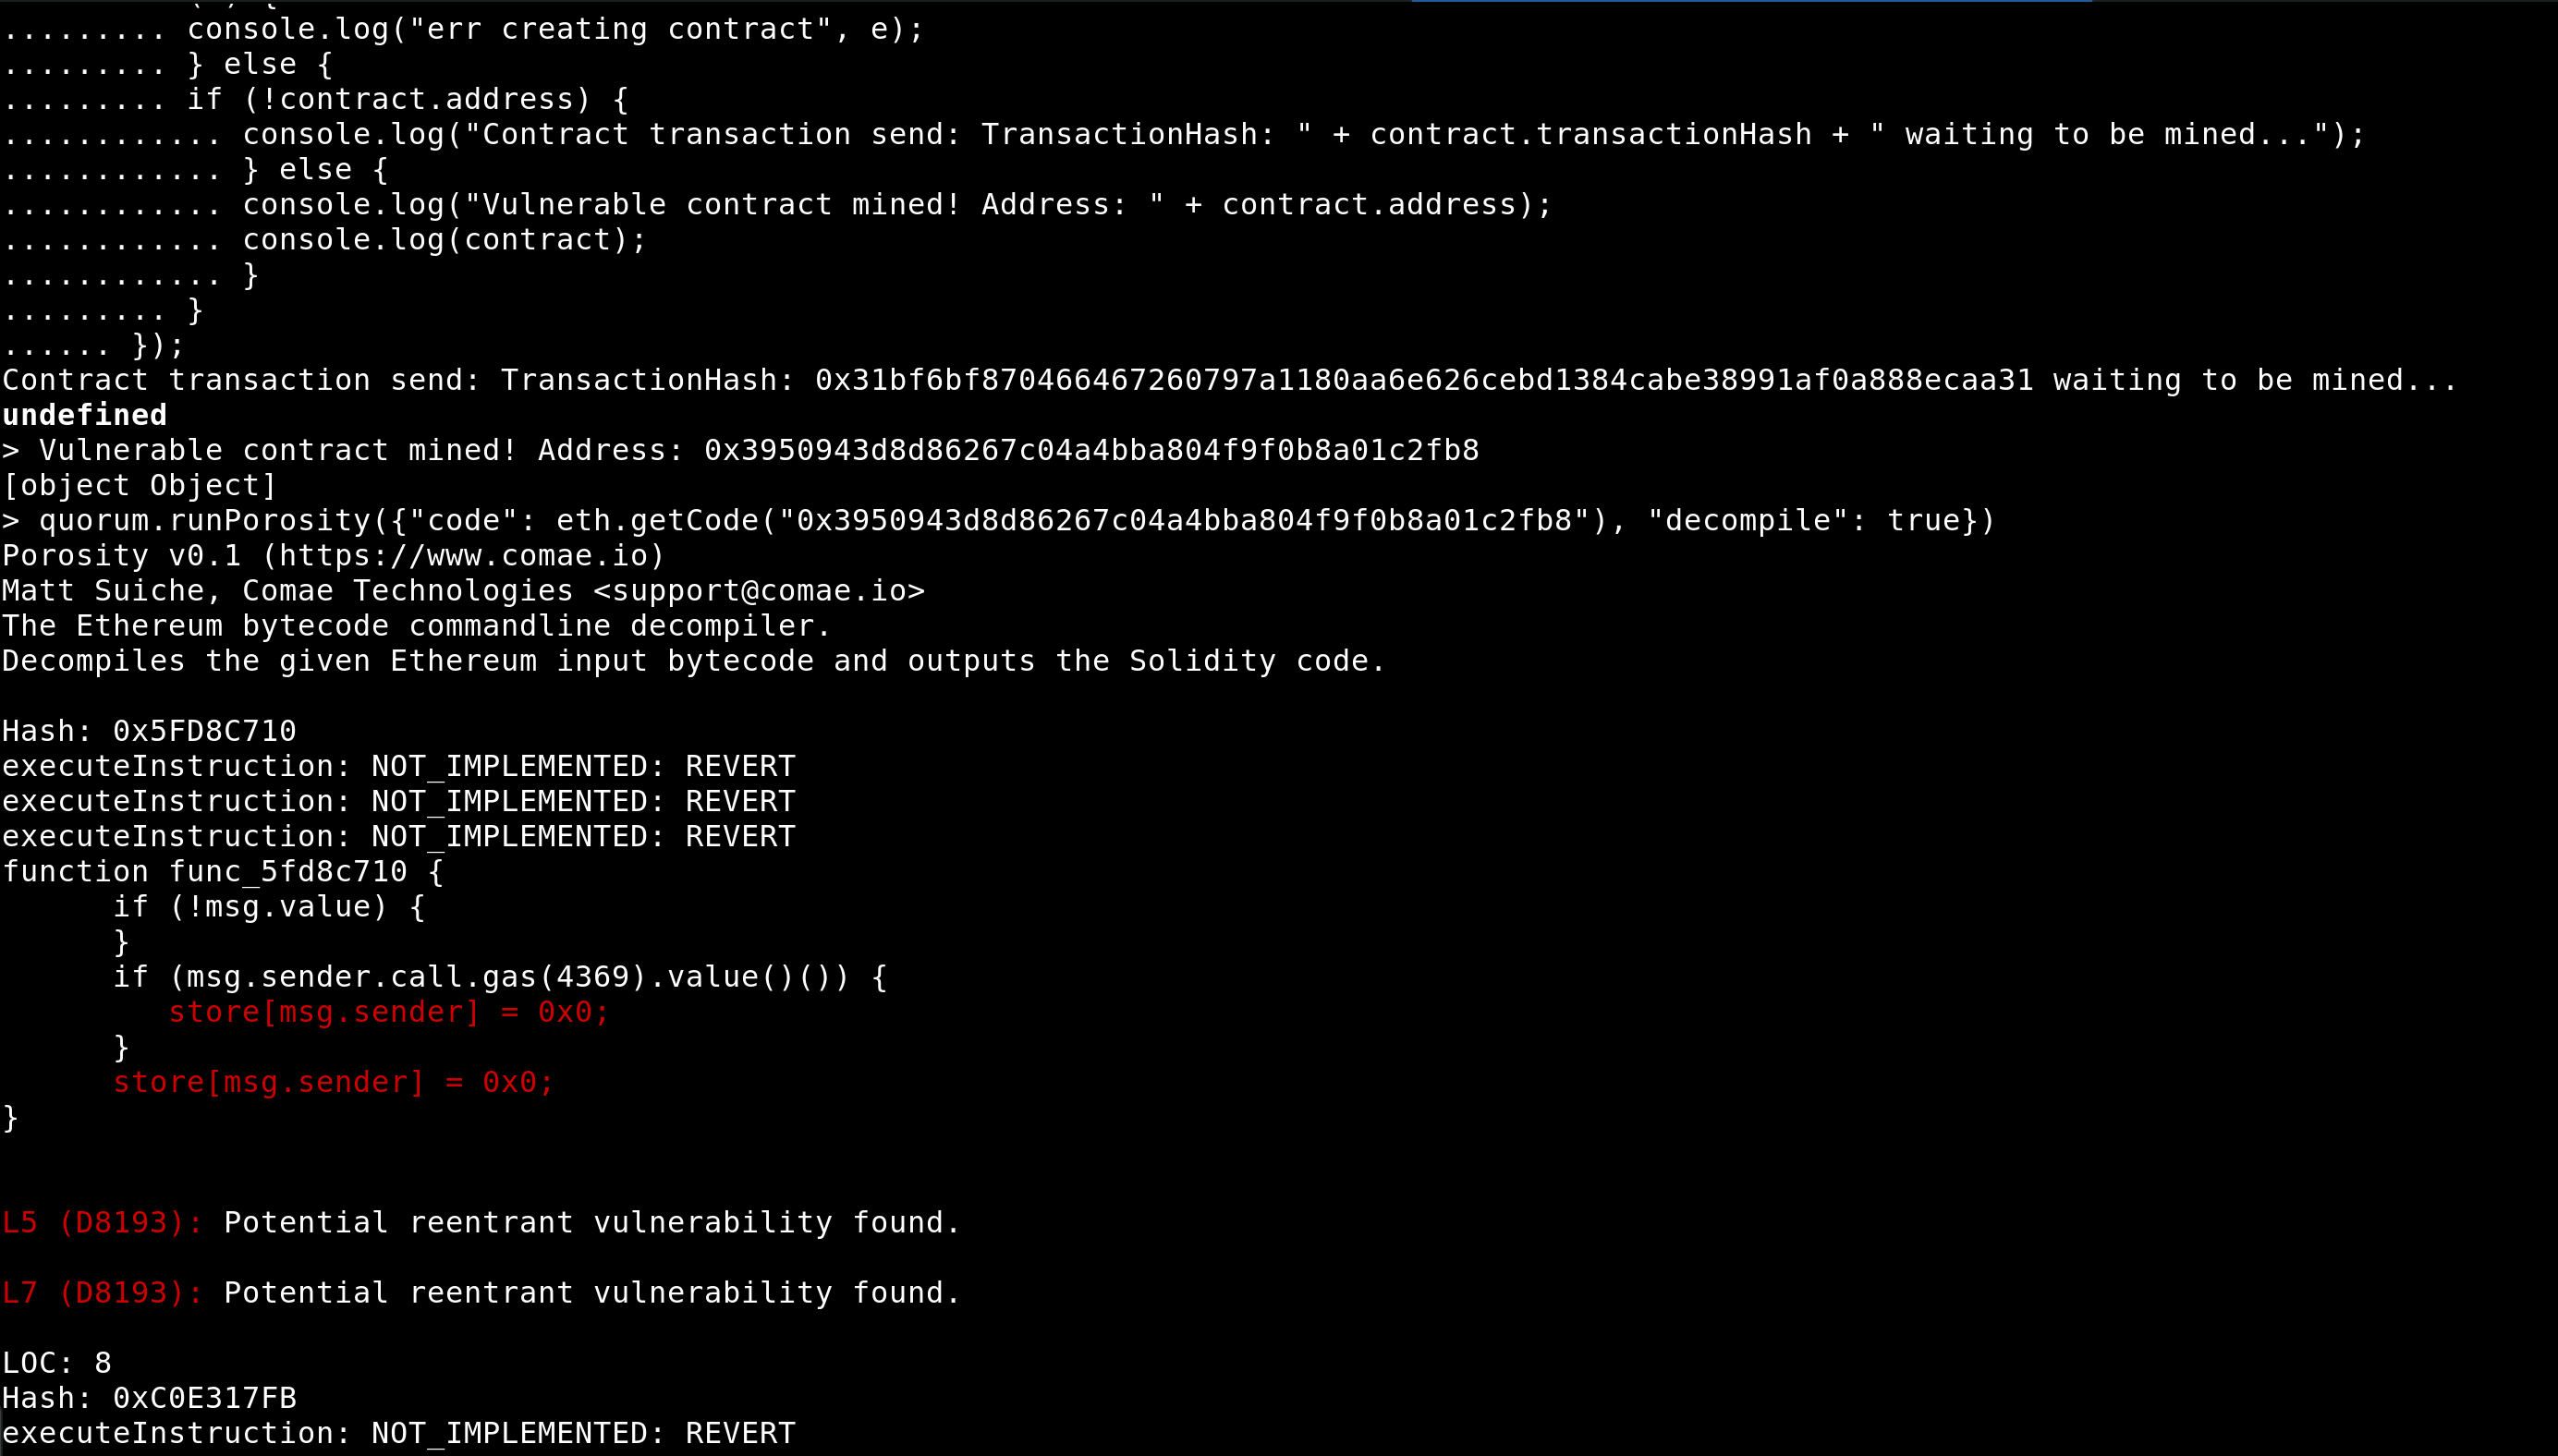 ......... console.log("err creating contract", e);
......... } else {
......... if (!contract.address) {
............ console.log("Contract transaction send: TransactionHash: " + contract.transactionHash + " waiting to be mined...");
............ } else {
............ console.log("Vulnerable contract mined! Address: " + contract.address);
............ console.log(contract);
............ }
......... }
...... });
Contract transaction send: TransactionHash: 0x31bf6bf870466467260797a1180aa6e626cebd1384cabe38991af0a888ecaa31 waiting to be mined...
undefined
> Vulnerable contract mined! Address: 0x3950943d8d86267c04a4bba804f9f0b8a01c2fb8
[object Object]
> quorum.runPorosity({"code": eth.getCode("0x3950943d8d86267c04a4bba804f9f0b8a01c2fb8"), "decompile": true})
Porosity v0.1 (https://www.comae.io)
Matt Suiche, Comae Technologies <support@comae.io>
The Ethereum bytecode commandline decompiler.
Decompiles the given Ethereum input bytecode and outputs the Solidity code.
Hash: 0x5FD8C710
executeInstruction: NOT_IMPLEMENTED: REVERT
executeInstruction: NOT_IMPLEMENTED: REVERT
executeInstruction: NOT_IMPLEMENTED: REVERT
function func_5fd8c710 {
      if (!msg.value) {
      }
      if (msg.sender.call.gas(4369).value()()) {
         store[msg.sender] = 0x0;
      }
      store[msg.sender] = 0x0;
}
L5 (D8193): Potential reentrant vulnerability found.
L7 (D8193): Potential reentrant vulnerability found.
LOC: 8
Hash: 0xC0E317FB
executeInstruction: NOT_IMPLEMENTED: REVERT